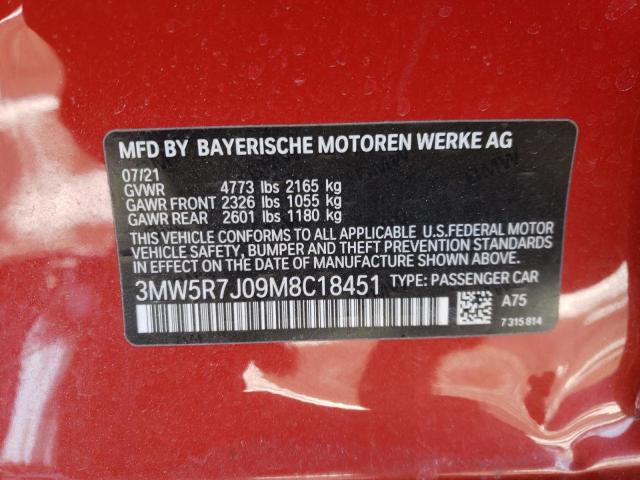 MFD BY BAYERISCHE MOTOREN WERKE AG
07/21
GVWR 4773 lbs 2165 kg
GAWR FRONT 2326 lbs 1055 kg
GAWR REAR 2601 lbs 1180 kg
THIS VEHICLE CONFORMS TO ALL APPLICABLE U.S.FEDERAL MOTOR
VEHICLE SAFETY, BUMPER AND THEFT PREVENTION STANDARDS
IN EFFECT ON THE DATE OF MANUFACTURE SHOWN ABOVE.
3MW5R7J09M8C18451 TYPE: PASSENGER CAR
A75
7315814